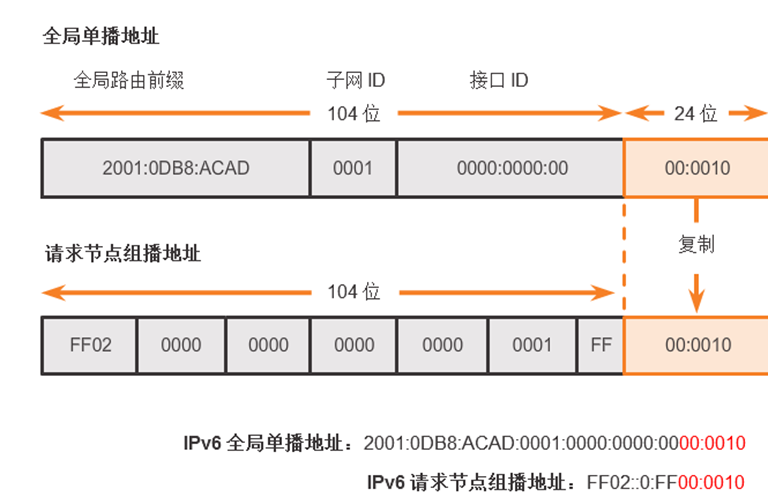 全局单播地址
全局路由前缀 子网 ID 接口 ID
104 位 24 位
2001:0DB8:ACAD 0001 0000:0000:00 00:0010
复制
请求节点组播地址
104 位
FF02 0000 0000 0000 0000 0001 FF 00:0010
IPv6 全局单播地址：2001:0DB8:ACAD:0001:0000:0000:0000:0010
IPv6 请求节点组播地址：FF02::0:FF00:0010